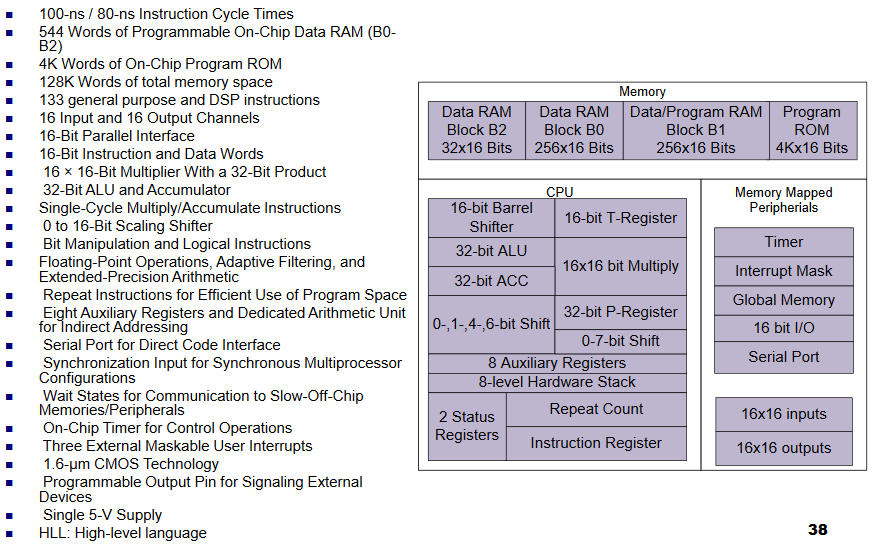 100-ns / 80-ns Instruction Cycle Times
544 Words of Programmable On-Chip Data RAM (B0-
B2)
4K Words of On-Chip Program ROM
128K Words of total memory space
133 general purpose and DSP instructions
16 Input and 16 Output Channels
16-Bit Parallel Interface
16-Bit Instruction and Data Words
16 × 16-Bit Multiplier With a 32-Bit Product
32-Bit ALU and Accumulator
Single-Cycle Multiply/Accumulate Instructions
0 to 16-Bit Scaling Shifter
Bit Manipulation and Logical Instructions
Floating-Point Operations, Adaptive Filtering, and
Extended-Precision Arithmetic
Repeat Instructions for Efficient Use of Program Space
Eight Auxiliary Registers and Dedicated Arithmetic Unit
for Indirect Addressing
Serial Port for Direct Code Interface
Synchronization Input for Synchronous Multiprocessor
Configurations
Wait States for Communication to Slow-Off-Chip
Memories/Peripherals
On-Chip Timer for Control Operations
Three External Maskable User Interrupts
1.6-µm CMOS Technology
Programmable Output Pin for Signaling External
Devices
Single 5-V Supply
HLL: High-level language
Memory
Data RAM
Block B2
32x16 Bits
Data RAM
Block B0
256x16 Bits
Data/Program RAM
Block B1
256x16 Bits
Program
ROM
4Kx16 Bits
CPU
16-bit Barrel
Shifter
16-bit T-Register
32-bit ALU
32-bit ACC
16x16 bit Multiply
0-,1-,4-,6-bit Shift
32-bit P-Register
0-7-bit Shift
8 Auxiliary Registers
8-level Hardware Stack
2 Status
Registers
Repeat Count
Instruction Register
Memory Mapped
Peripherials
Timer
Interrupt Mask
Global Memory
16 bit I/O
Serial Port
16x16 inputs
16x16 outputs
38